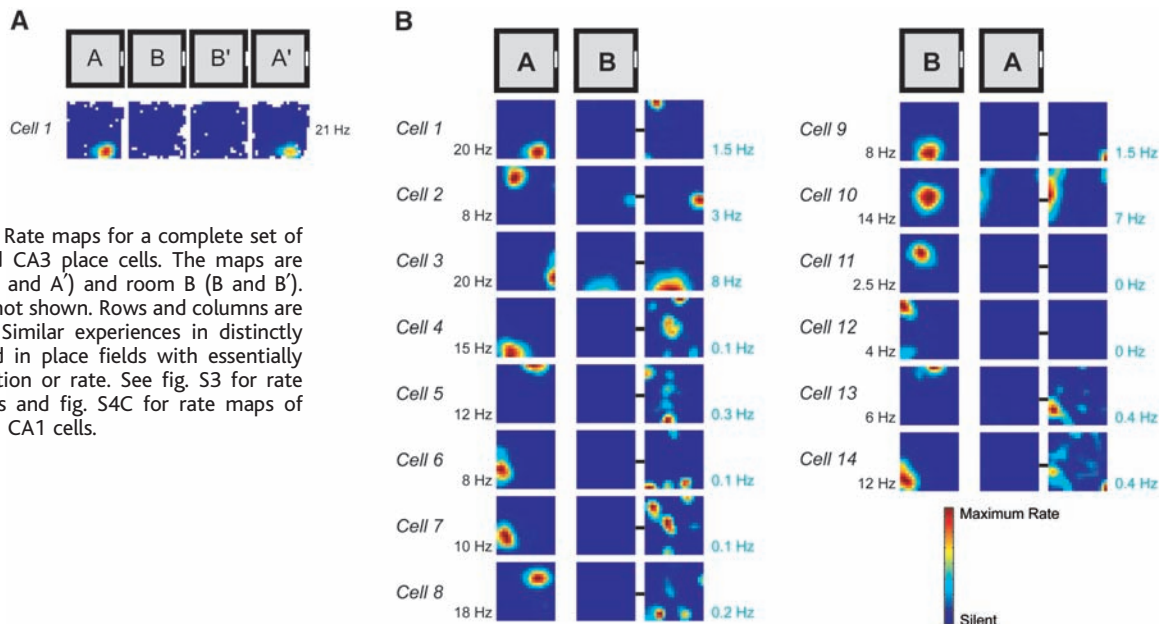 A
A B B' A'
Cell 1 21 Hz
Rate maps for a complete set of
CA3 place cells. The maps are
and A′) and room B (B and B′).
not shown. Rows and columns are
Similar experiences in distinctly
in place fields with essentially
or rate. See fig. S3 for rate
and fig. S4C for rate maps of
CA1 cells.
B
A B
Cell 1 20 Hz 1.5 Hz
Cell 2 8 Hz 3 Hz
Cell 3 20 Hz 8 Hz
Cell 4 15 Hz 0.1 Hz
Cell 5 12 Hz 0.3 Hz
Cell 6 8 Hz 0.1 Hz
Cell 7 10 Hz 0.1 Hz
Cell 8 18 Hz 0.2 Hz
B A
Cell 9 8 Hz 1.5 Hz
Cell 10 14 Hz 7 Hz
Cell 11 2.5 Hz 0 Hz
Cell 12 4 Hz 0 Hz
Cell 13 6 Hz 0.4 Hz
Cell 14 12 Hz 0.4 Hz
Maximum Rate
Silent